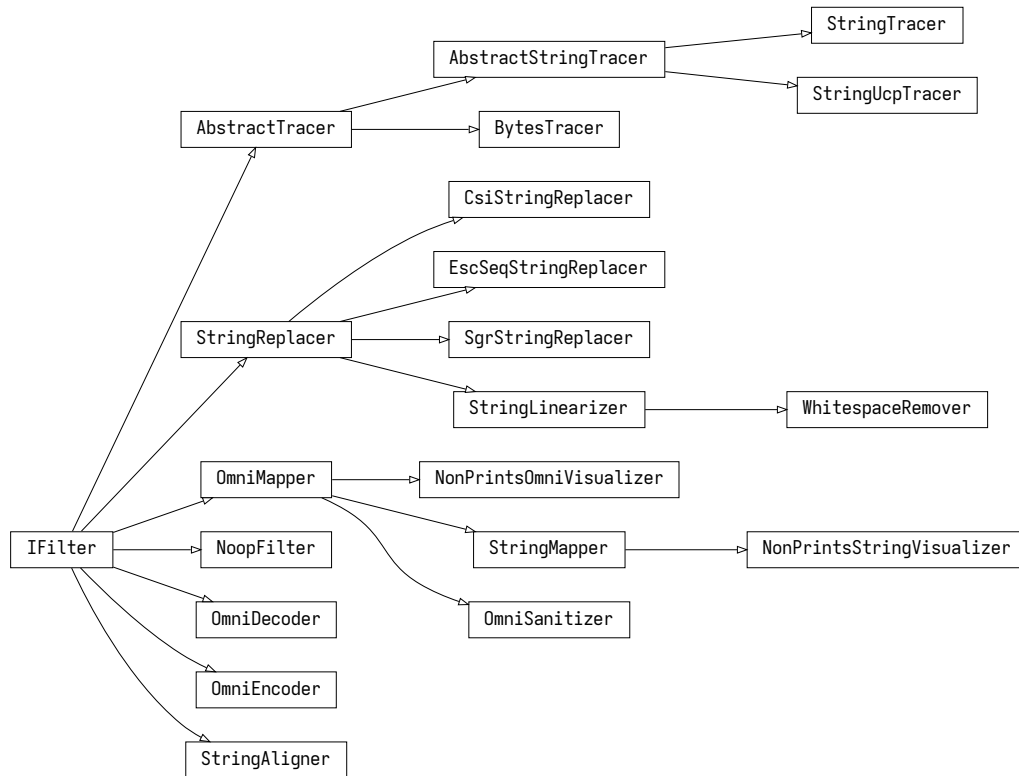 StringTracer
AbstractStringTracer
StringUcpTracer
AbstractTracer
BytesTracer
CsiStringReplacer
EscSeqStringReplacer
StringReplacer
SgrStringReplacer
StringLinearizer
WhitespaceRemover
OmniMapper
NonPrintsOmniVisualizer
IFilter
NoopFilter
StringMapper
NonPrintsStringVisualizer
OmniDecoder
OmniSanitizer
OmniEncoder
StringAligner